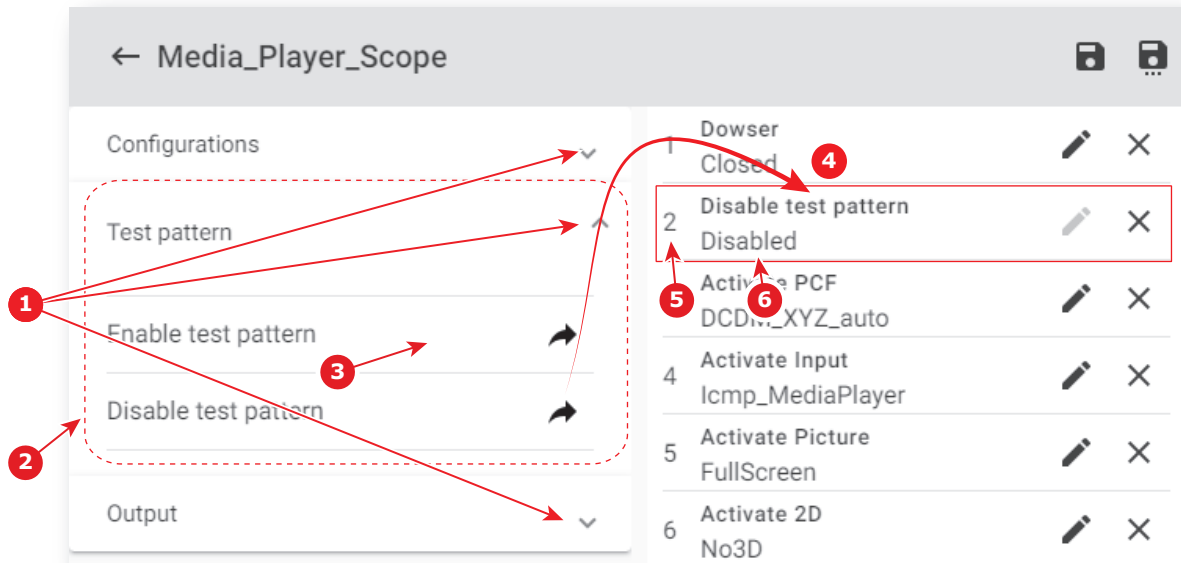 Media_Player_Scope
Configurations
Test pattern
Enable test pattern
Disable test pattern
Output
1
2
3
1
Dowser
Closed
4
2
Disable test pattern
Disabled
5
6
Activate PCF
DCDM_XYZ_auto
4
Activate Input
Icmp_MediaPlayer
5
Activate Picture
FullScreen
6
Activate 2D
No3D